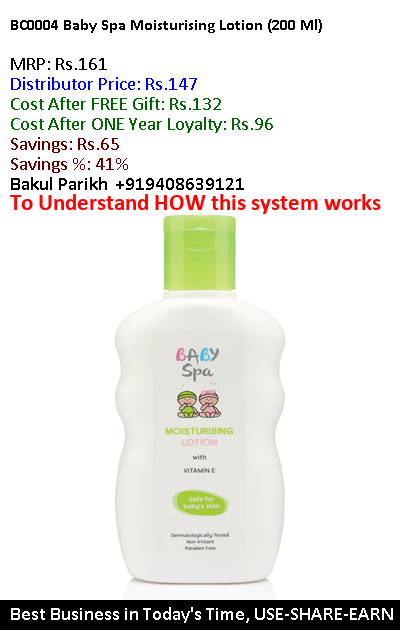 BC0004 Baby Spa Moisturising Lotion (200 Ml)
MRP: Rs.161
Distributor Price: Rs.147
Cost After FREE Gift: Rs.132
Cost After ONE Year Loyalty: Rs.96
Savings: Rs.65
Savings %: 41%
Bakul Parikh +919408639121
To Understand HOW this system works
BABY
Spa
MOISTURISING
LOTION
with
VITAMIN E
Safe for
baby's skin
Dermatologically Tested
Non Irritant
Paraben Free
Best Business in Today's Time, USE-SHARE-EARN